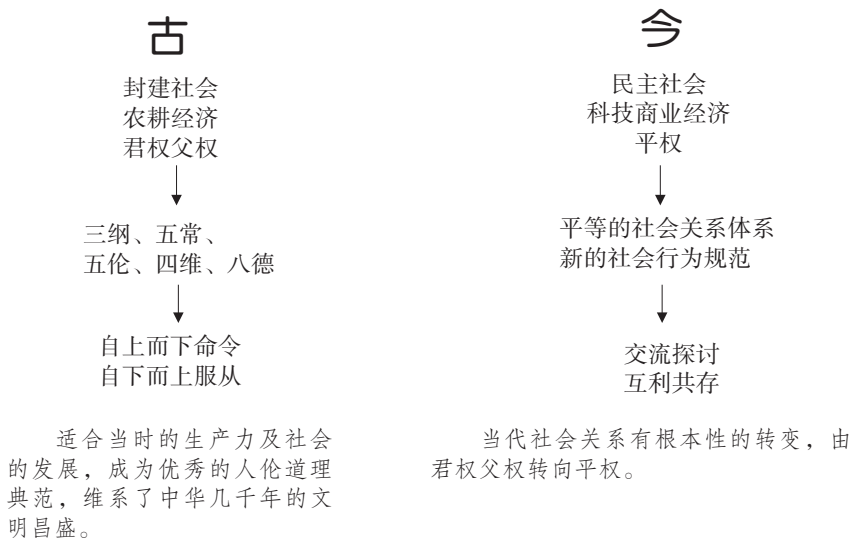 古
封建社会
农耕经济
君权父权
三纲、五常、
五伦、四维、八德
自上而下命令
自下而上服从
适合当时的生产力及社会
的发展，成为优秀的人伦道理
典范，维系了中华几千年的文
明昌盛。
今
民主社会
科技商业经济
平权
平等的社会关系体系
新的社会行为规范
交流探讨
互利共存
当代社会关系有根本性的转变，由
君权父权转向平权。